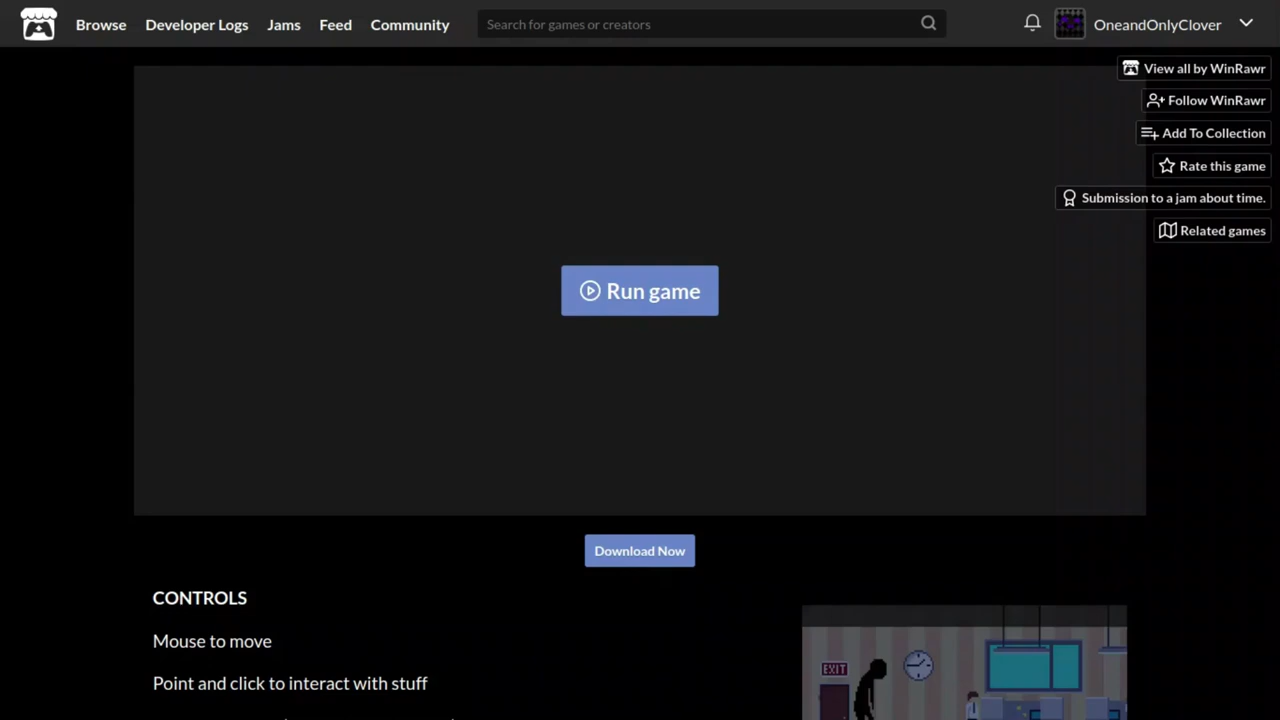 Browse Developer Logs Jams Feed Community Search for games or creators OneandOnlyClover
View all by WinRawr
Follow WinRawr
Add To Collection
Rate this game
Submission to a jam about time.
Related games
Run game
Download Now
CONTROLS
Mouse to move
Point and click to interact with stuff
EXIT